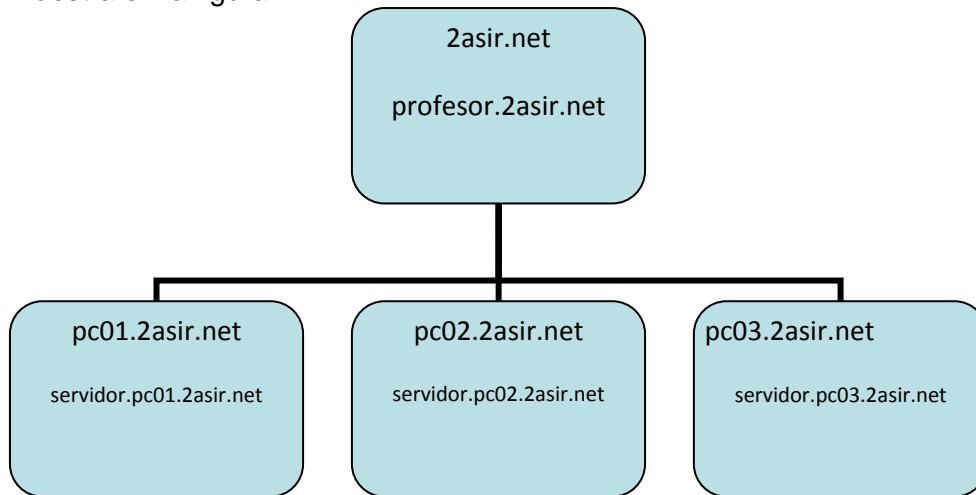 2asir.net
profesor.2asir.net
pc01.2asir.net
servidor.pc01.2asir.net
pc02.2asir.net
servidor.pc02.2asir.net
pc03.2asir.net
servidor.pc03.2asir.net